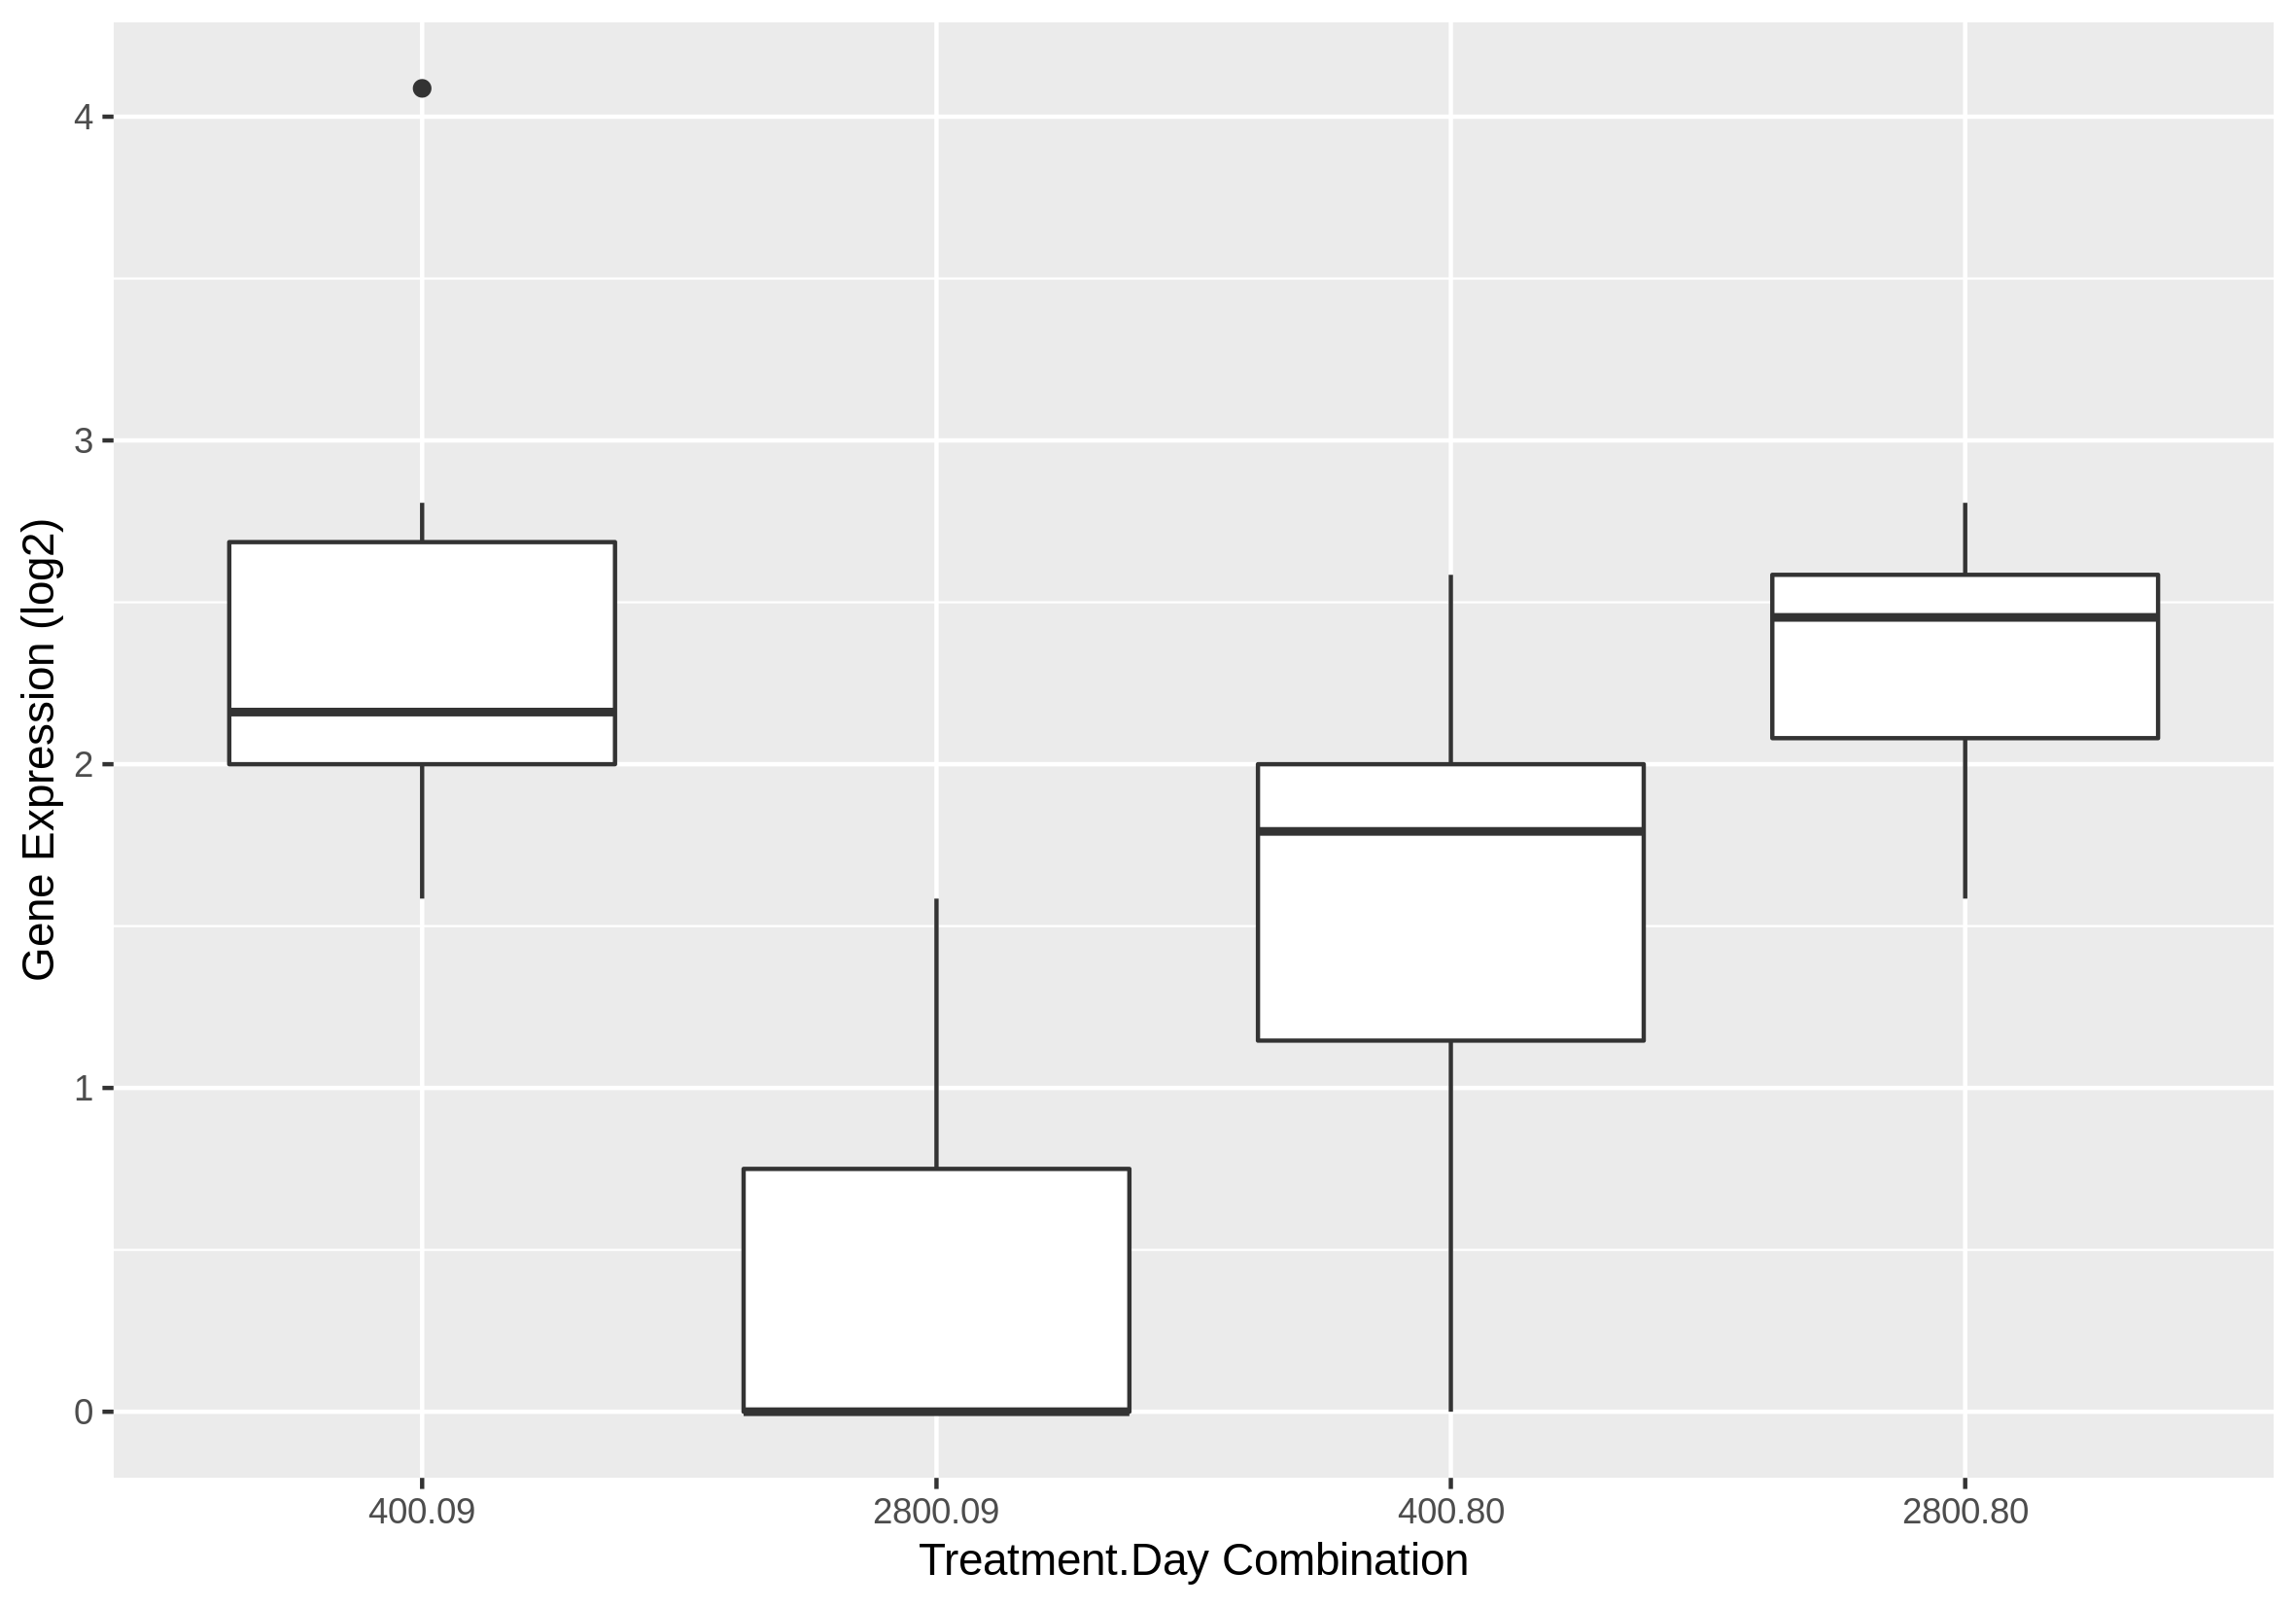 Gene Expression (log2)
4
3
2
1
0
400.09 2800.09 400.80 2800.80
Treatment.Day Combination